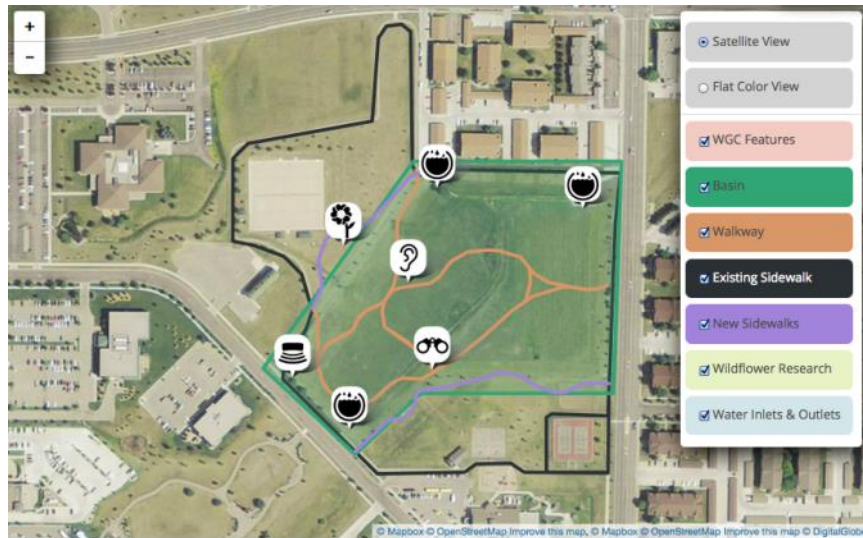 +
−
Satellite View
Flat Color View
WGC Features
Basin
Walkway
Existing Sidewalk
New Sidewalks
Wildflower Research
Water Inlets & Outlets
© Mapbox © OpenStreetMap Improve this map, © Mapbox © OpenStreetMap Improve this map © DigitalGlobe